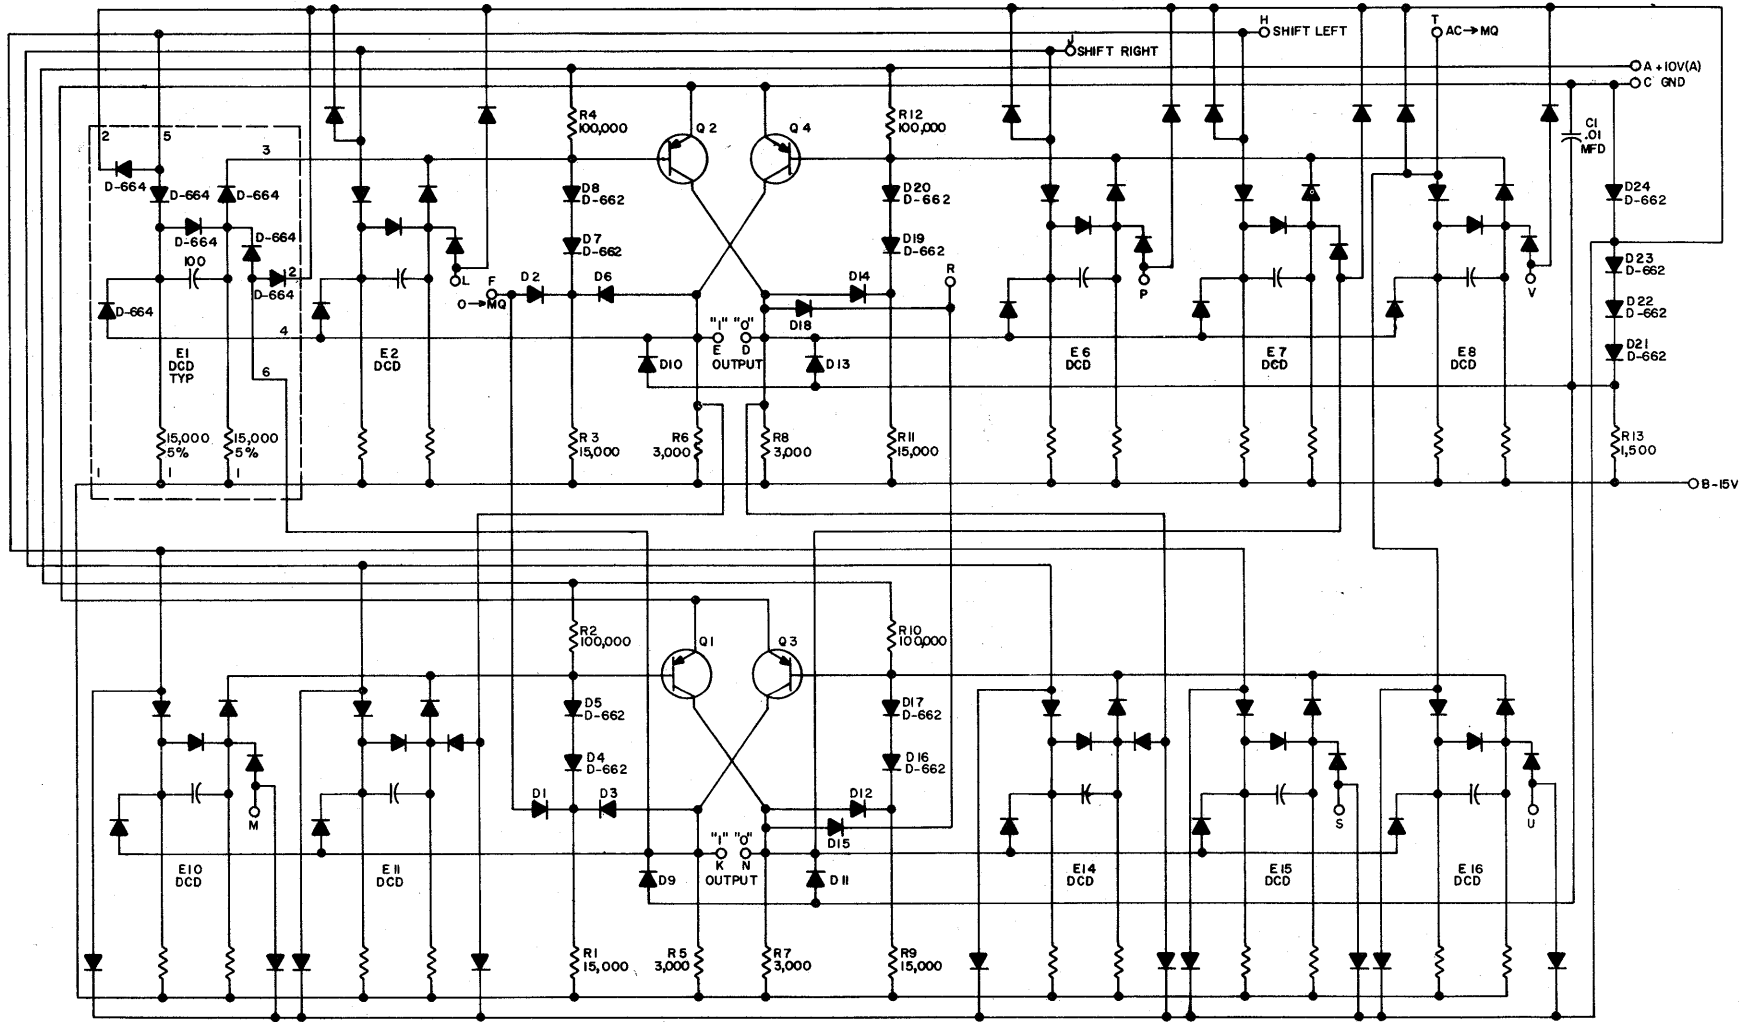 H
SHIFT LEFT
T
AC→MQ
J
SHIFT RIGHT
A +10V(A)
C GND
2
5
3
R4
100,000
Q2
Q4
R12
100,000
C1
.01
MFD
D-664
D-664
D-664
D8
D-662
D20
D-662
D24
D-662
D-664
D-664
D7
D-662
D19
D-662
100
2
D-664
D23
D-662
L
F
O→MQ
D2
D6
D14
R
P
V
D-664
D18
D22
D-662
4
"1" "0"
E D
OUTPUT
D10
D13
D21
D-662
E1
DCD
TYP
E2
DCD
E6
DCD
E7
DCD
E8
DCD
6
15,000
5%
15,000
5%
R3
15,000
R6
3,000
R8
3,000
R11
15,000
R13
1,500
1
1
1
B-15V
R2
100,000
Q1
Q3
R10
100,000
D5
D-662
D17
D-662
D4
D-662
D16
D-662
D1
D3
D12
M
S
U
"1" "0"
K N
OUTPUT
D15
D9
D11
E10
DCD
E11
DCD
E14
DCD
E15
DCD
E16
DCD
R1
15,000
R5
3,000
R7
3,000
R9
15,000